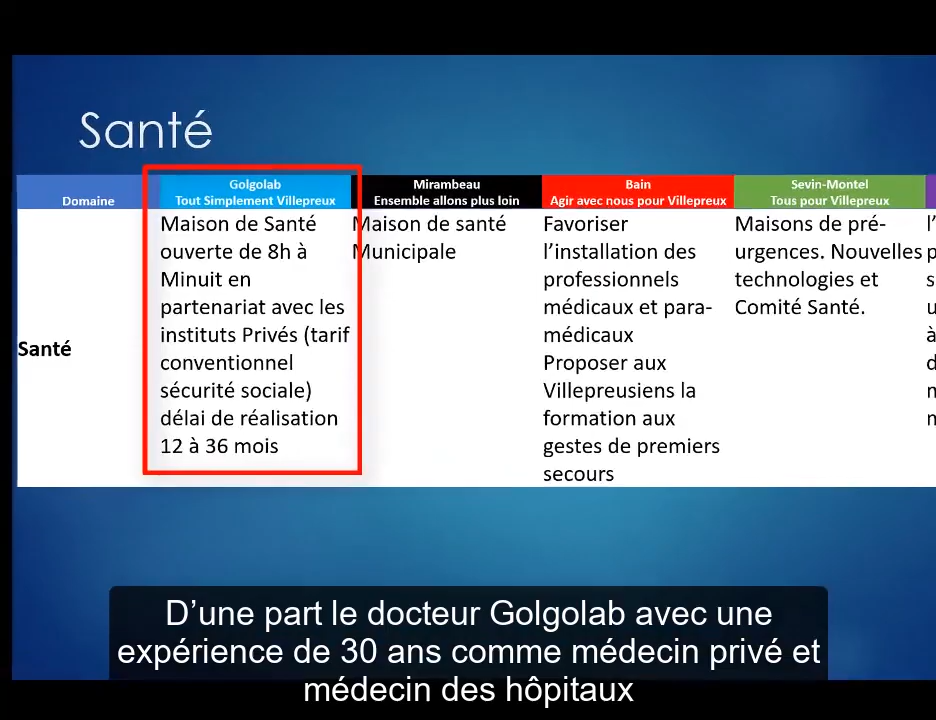 Santé
Domaine
Golgolab
Tout Simplement Villepreux
Mirambeau
Ensemble allons plus loin
Bain
Agir avec nous pour Villepreux
Sevin-Montel
Tous pour Villepreux
Santé
Maison de Santé
ouverte de 8h à
Minuit en
partenariat avec les
instituts Privés (tarif
conventionnel
sécurité sociale)
délai de réalisation
12 à 36 mois
Maison de santé
Municipale
Favoriser
l’installation des
professionnels
médicaux et para-
médicaux
Proposer aux
Villepreusiens la
formation aux
gestes de premiers
secours
Maisons de pré-
urgences. Nouvelles
technologies et
Comité Santé.
D’une part le docteur Golgolab avec une
expérience de 30 ans comme médecin privé et
médecin des hôpitaux